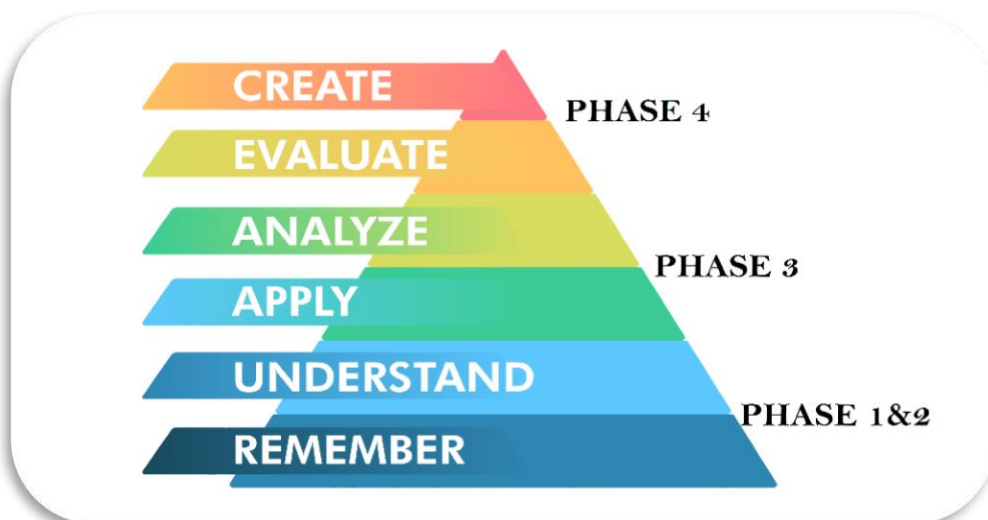 CREATE
PHASE 4
EVALUATE
ANALYZE
PHASE 3
APPLY
UNDERSTAND
PHASE 1&2
REMEMBER